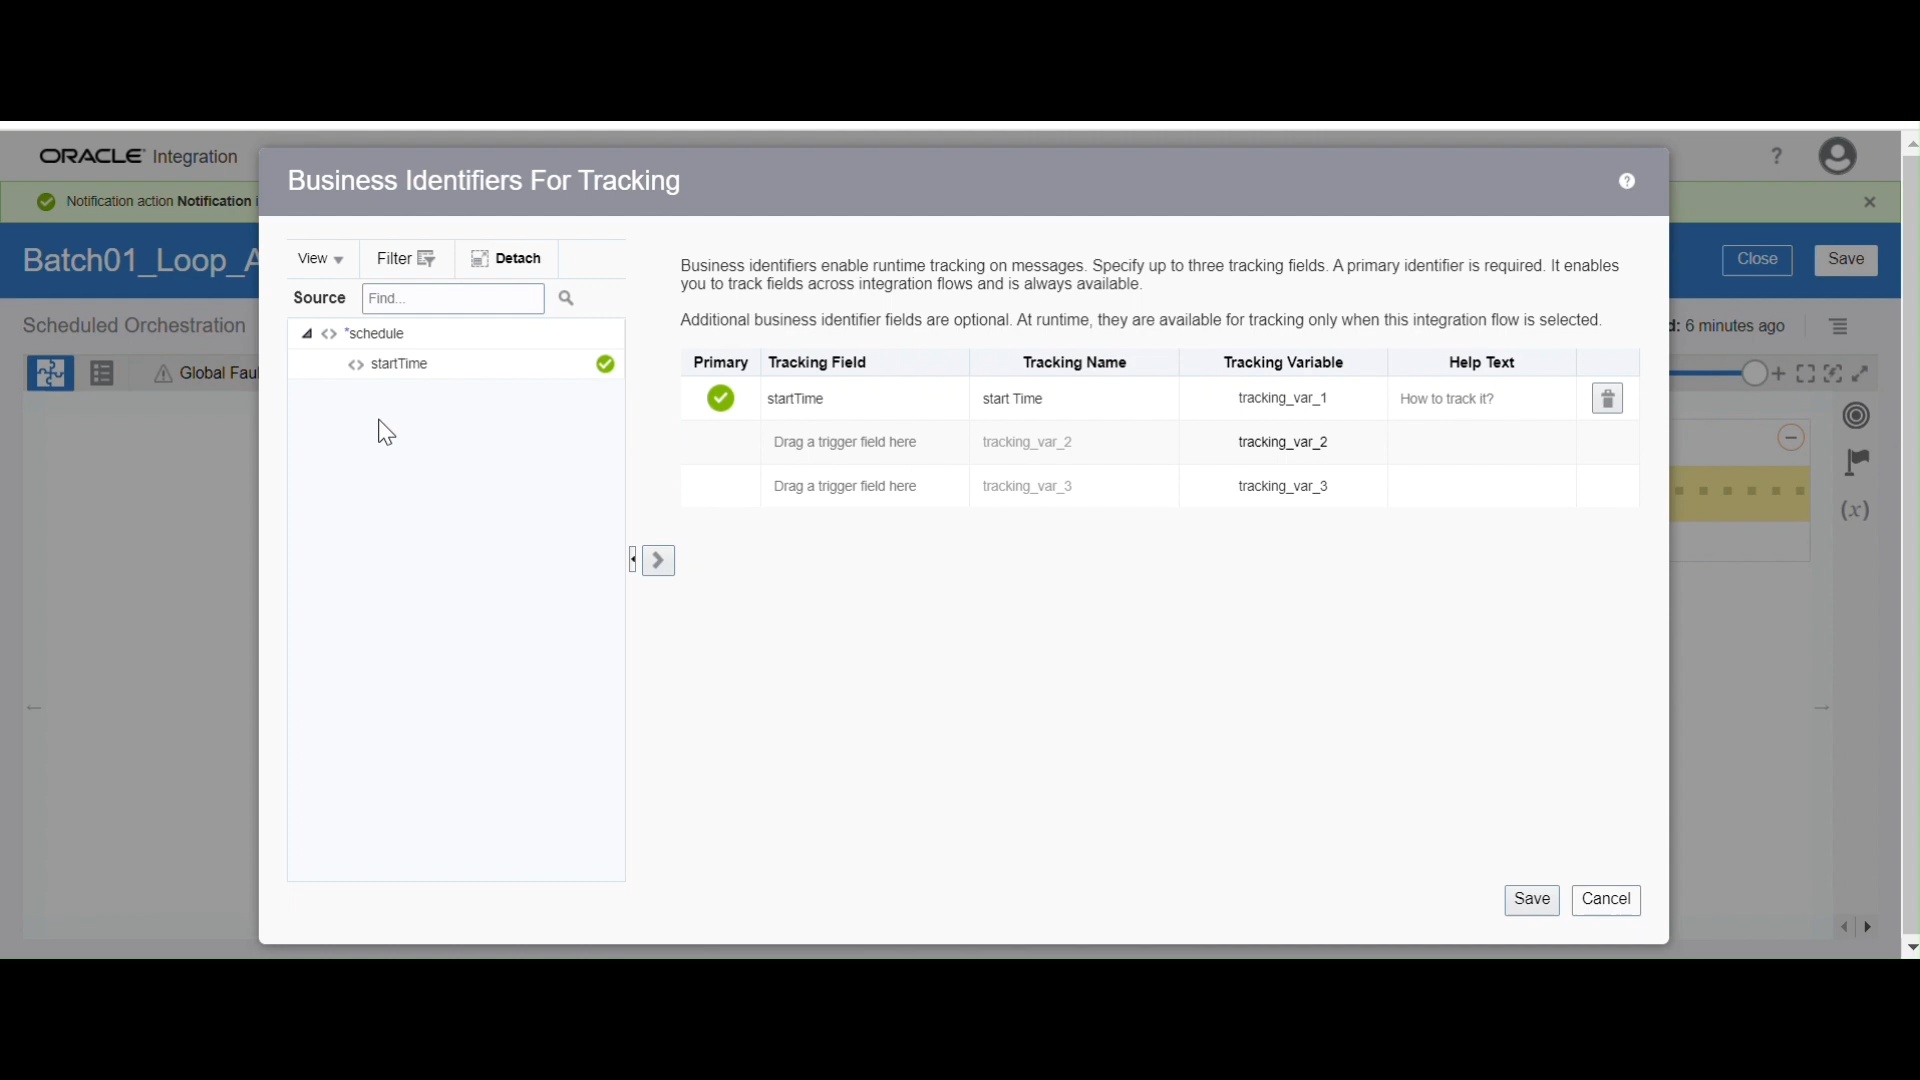 ORACLE Integration
Notification action Notification i
Batch01_Loop_A
Close
Save
Scheduled Orchestration
d: 6 minutes ago
Global Faul
(x)
Business Identifiers For Tracking
?
?
View
Filter
Detach
Source
Find...
*schedule
startTime
Business identifiers enable runtime tracking on messages. Specify up to three tracking fields. A primary identifier is required. It enables
you to track fields across integration flows and is always available.
Additional business identifier fields are optional. At runtime, they are available for tracking only when this integration flow is selected.
Primary Tracking Field Tracking Name Tracking Variable Help Text
startTime start Time tracking_var_1 How to track it?
Drag a trigger field here tracking_var_2 tracking_var_2
Drag a trigger field here tracking_var_3 tracking_var_3
Save
Cancel